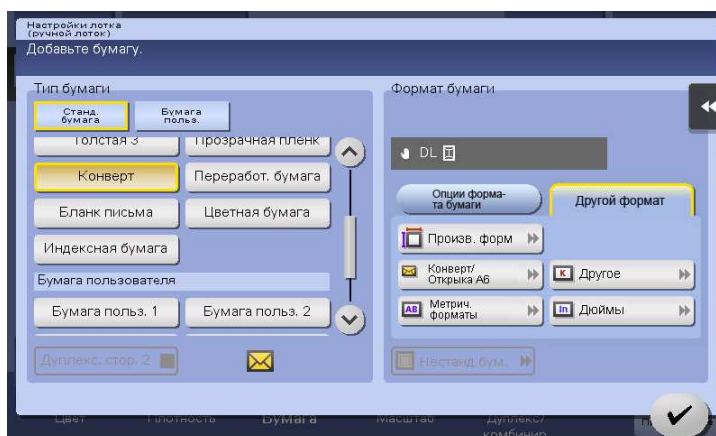 Настройки лотка
(ручной лоток)
Добавьте бумагу.
Тип бумаги
Станд.
бумага
Бумага
польз.
Толстая 3
Прозрачная пленк
Конверт
Переработ. бумага
Бланк письма
Цветная бумага
Индексная бумага
Бумага пользователя
Бумага польз. 1
Бумага польз. 2
Дуплекс. стор. 2
Формат бумаги
DL
Опции форма-
та бумаги
Другой формат
Произв. форм
Конверт/
Открыка A6
K Другое
AB Метрич.
форматы
In Дюймы
Нестанд.бум.
Цвет
Плотность
Бумага
Масштаб
Дуплекс/
комбинир.